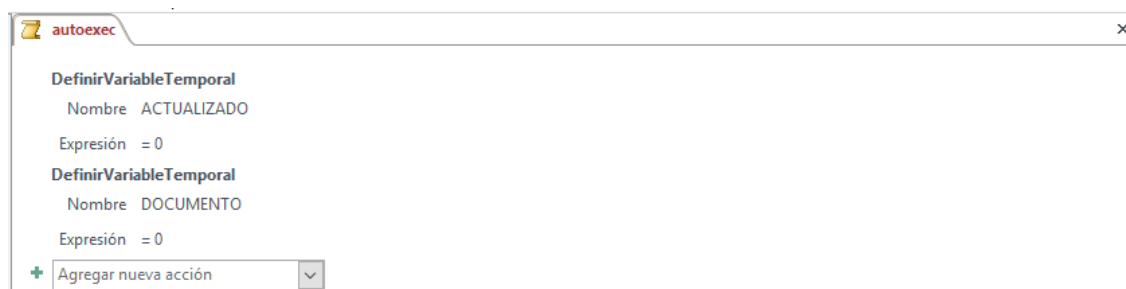 autoexec
DefinirVariableTemporal
Nombre ACTUALIZADO
Expresión = 0
DefinirVariableTemporal
Nombre DOCUMENTO
Expresión = 0
Agregar nueva acción